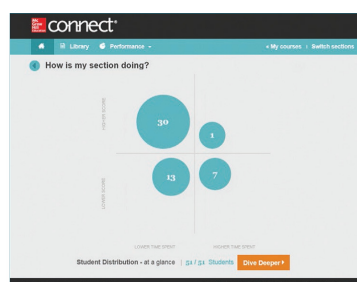 Mc
Graw
Hill
Education
connect®
Library Performance
My courses | Switch sections
How is my section doing?
HIGHER SCORE
30
1
13
7
LOWER SCORE
LOWER TIME SPENT HIGHER TIME SPENT
Student Distribution - at a glance | 51 / 51 Students Dive Deeper